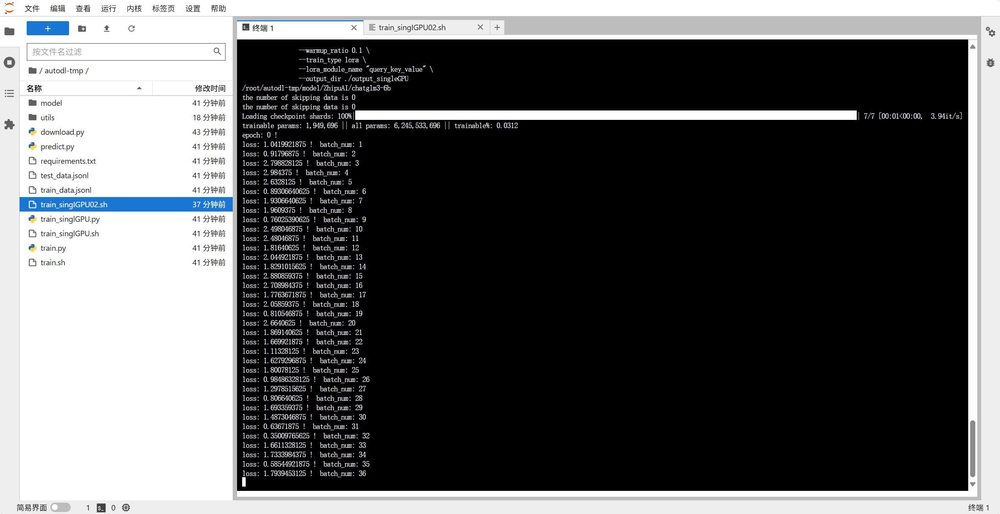 文件 编辑 查看 运行 内核 标签页 设置 帮助
按文件名过滤
/ autodl-tmp /
名称 修改时间
model 41 分钟前
utils 18 分钟前
download.py 43 分钟前
predict.py 41 分钟前
requirements.txt 41 分钟前
test_data.jsonl 41 分钟前
train_data.jsonl 41 分钟前
train_singlGPU02.sh 37 分钟前
train_singlGPU.py 41 分钟前
train_singlGPU.sh 41 分钟前
train.py 41 分钟前
train.sh 41 分钟前
终端 1
train_singlGPU02.sh
--warmup_ratio 0.1 \
--train_type lora \
--lora_module_name "query_key_value" \
--output_dir ./output_singleGPU
/root/autodl-tmp/model/ZhipuAI/chatglm3-6b
the number of skipping data is 0
the number of skipping data is 0
Loading checkpoint shards: 100%| | 7/7 [00:01<00:00, 3.94it/s]
trainable params: 1,949,696 || all params: 6,245,533,696 || trainable%: 0.0312
epoch: 0 !
loss: 1.0419921875 ! batch_num: 1
loss: 0.91796875 ! batch_num: 2
loss: 2.798828125 ! batch_num: 3
loss: 2.984375 ! batch_num: 4
loss: 2.6328125 ! batch_num: 5
loss: 0.89306640625 ! batch_num: 6
loss: 1.9306640625 ! batch_num: 7
loss: 1.9609375 ! batch_num: 8
loss: 0.76025390625 ! batch_num: 9
loss: 2.498046875 ! batch_num: 10
loss: 2.48046875 ! batch_num: 11
loss: 1.81640625 ! batch_num: 12
loss: 2.044921875 ! batch_num: 13
loss: 1.8291015625 ! batch_num: 14
loss: 2.880859375 ! batch_num: 15
loss: 2.708984375 ! batch_num: 16
loss: 1.7763671875 ! batch_num: 17
loss: 2.05859375 ! batch_num: 18
loss: 0.810546875 ! batch_num: 19
loss: 2.6640625 ! batch_num: 20
loss: 1.869140625 ! batch_num: 21
loss: 1.669921875 ! batch_num: 22
loss: 1.11328125 ! batch_num: 23
loss: 1.6279296875 ! batch_num: 24
loss: 1.80078125 ! batch_num: 25
loss: 0.98486328125 ! batch_num: 26
loss: 1.2978515625 ! batch_num: 27
loss: 0.806640625 ! batch_num: 28
loss: 1.693359375 ! batch_num: 29
loss: 1.4873046875 ! batch_num: 30
loss: 0.63671875 ! batch_num: 31
loss: 0.35009765625 ! batch_num: 32
loss: 1.6611328125 ! batch_num: 33
loss: 1.7333984375 ! batch_num: 34
loss: 0.58544921875 ! batch_num: 35
loss: 1.7939453125 ! batch_num: 36
简易界面 1 $_ 0 终端 1